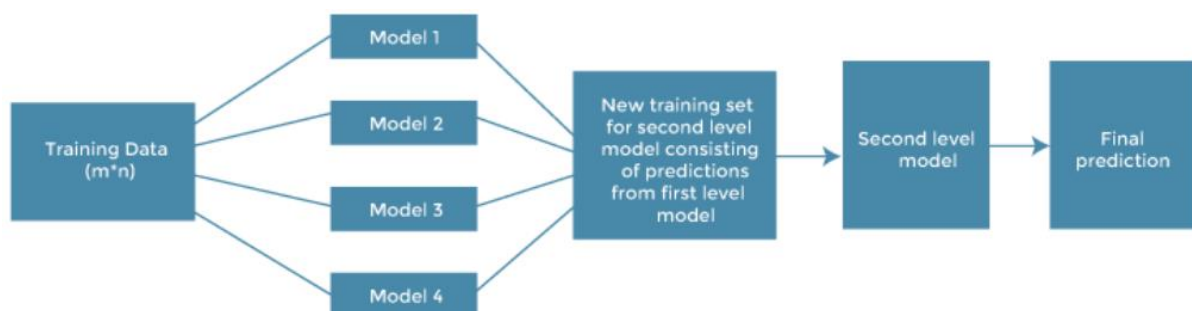 Training Data
(m*n)
Model 1
Model 2
Model 3
Model 4
New training set
for second level
model consisting
of predictions
from first level
model
Second level
model
Final
prediction